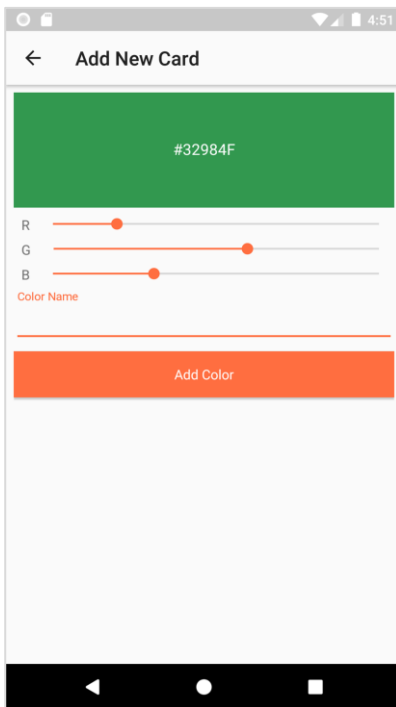 4:51
Add New Card
#32984F
R
G
B
Color Name
Add Color